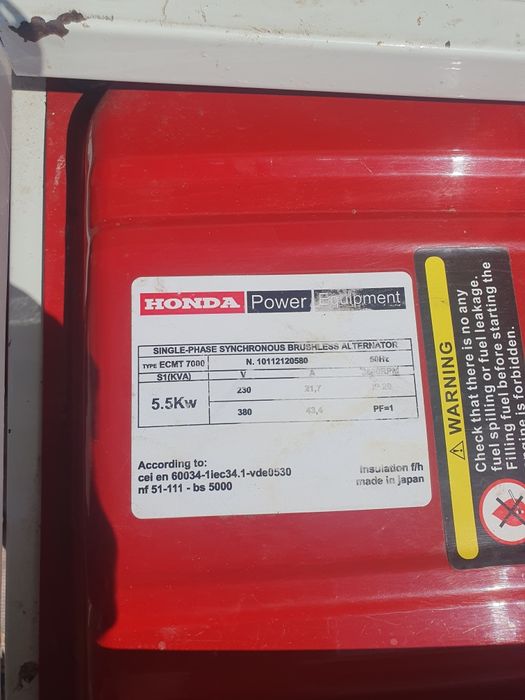 HONDA Power Equipment
SINGLE-PHASE SYNCHRONOUS BRUSHLESS ALTERNATOR
TYPE ECMT 7000 N. 10112120580 50Hz
S1(KVA) V A
5.5Kw
230 21,7
380 43,4 PF=1
According to:
cei en 60034-1iec34.1-vde0530
nf 51-111 - bs 5000
insulation f/h
made in japan
WARNING
Check that there is no any
fuel spilling or fuel leakage.
Filling fuel before starting the
engine is forbidden.